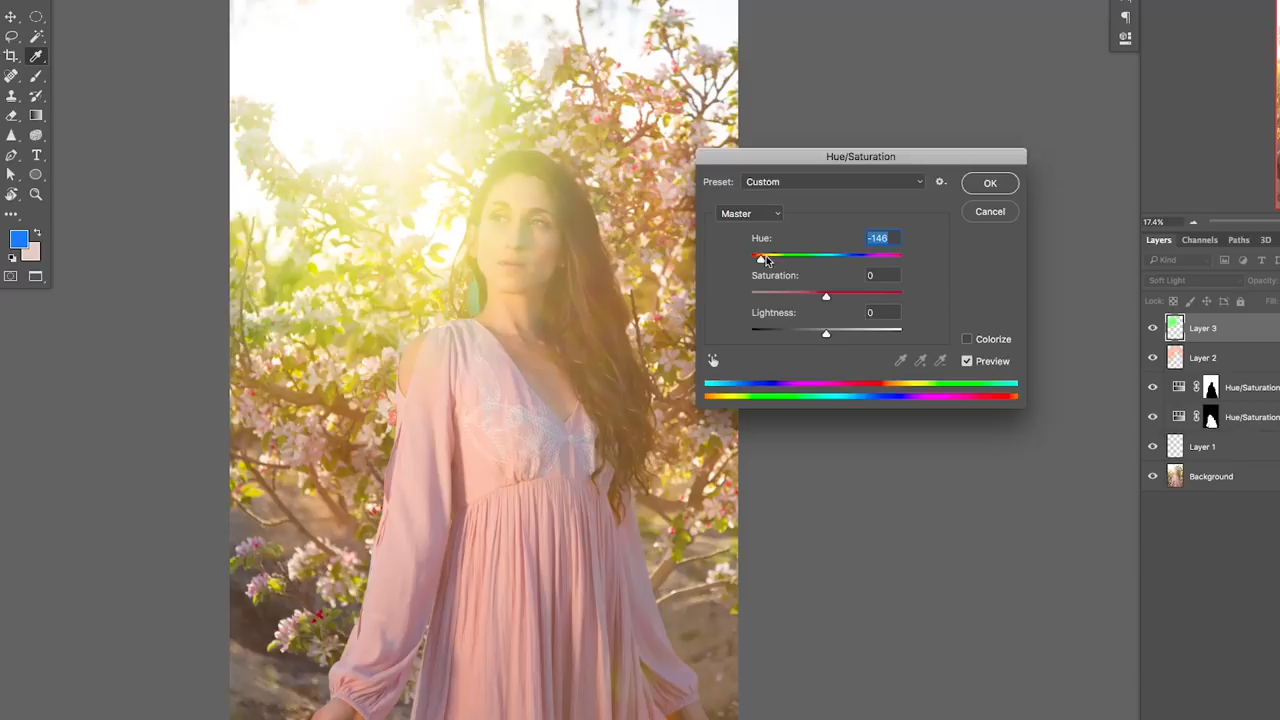 Hue/Saturation
Preset: Custom
OK
Cancel
Master
Hue: -146
Saturation: 0
Lightness: 0
Colorize
Preview
T
17.4%
Layers Channels Paths 3D
Kind
T
Soft Light Opacity:
Lock: Fill:
Layer 3
Layer 2
Hue/Saturation
Hue/Saturation
Layer 1
Background